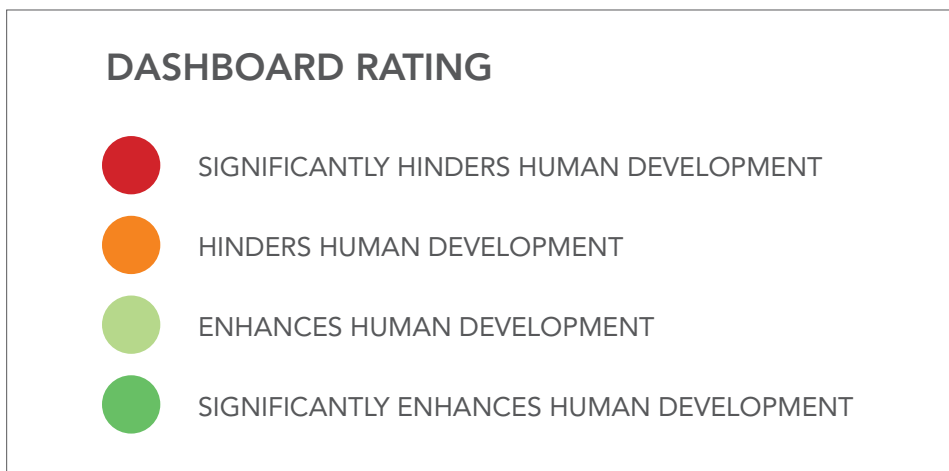 DASHBOARD RATING
SIGNIFICANTLY HINDERS HUMAN DEVELOPMENT
HINDERS HUMAN DEVELOPMENT
ENHANCES HUMAN DEVELOPMENT
SIGNIFICANTLY ENHANCES HUMAN DEVELOPMENT